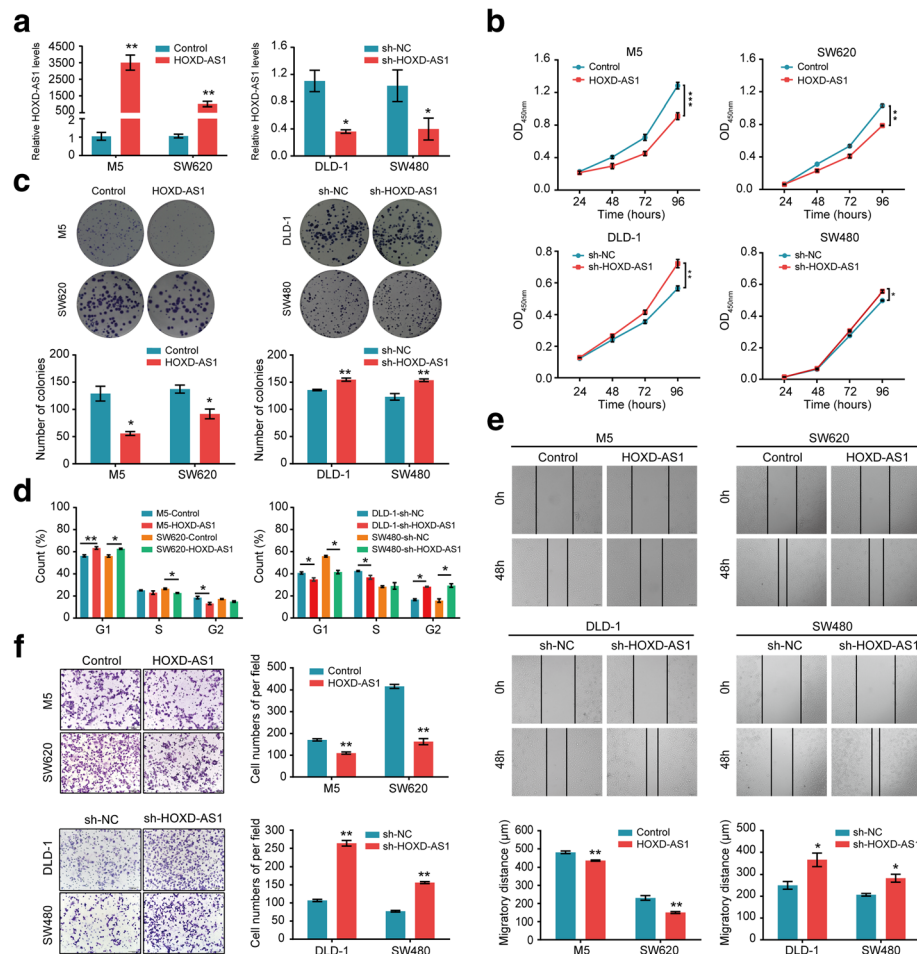 a
Relative HOXD-AS1 levels
4500
3500
2500
1500
500
2
1
0
Control
HOXD-AS1
**
**
M5
SW620
Relative HOXD-AS1 levels
2.0
1.6
1.2
0.8
0.4
0
sh-NC
sh-HOXD-AS1
*
*
DLD-1
SW480
b
M5
Control
HOXD-AS1
OD450nm
2.0
1.6
1.2
0.8
0.4
0
***
24 48 72 96
Time (hours)
SW620
Control
HOXD-AS1
OD450nm
2.0
1.6
1.2
0.8
0.4
0
**
24 48 72 96
Time (hours)
DLD-1
sh-NC
sh-HOXD-AS1
OD450nm
0.8
0.6
0.4
0.2
0
**
24 48 72 96
Time (hours)
SW480
sh-NC
sh-HOXD-AS1
OD450nm
0.8
0.6
0.4
0.2
0
*
24 48 72 96
Time (hours)
c
Control HOXD-AS1
M5
SW620
sh-NC sh-HOXD-AS1
DLD-1
SW480
Number of colonies
200
150
100
50
0
Control
HOXD-AS1
*
*
M5
SW620
Number of colonies
200
150
100
50
0
sh-NC
sh-HOXD-AS1
**
**
DLD-1
SW480
d
Count (%)
100
80
60
40
20
0
M5-Control
M5-HOXD-AS1
SW620-Control
SW620-HOXD-AS1
** * * *
G1 S G2
Count (%)
100
80
60
40
20
0
DLD-1-sh-NC
DLD-1-sh-HOXD-AS1
SW480-sh-NC
SW480-sh-HOXD-AS1
* * * * *
G1 S G2
e
M5
Control HOXD-AS1
0h
48h
SW620
Control HOXD-AS1
0h
48h
DLD-1
sh-NC sh-HOXD-AS1
0h
48h
SW480
sh-NC sh-HOXD-AS1
0h
48h
Migratory distance (μm)
600
500
400
300
200
100
0
Control
HOXD-AS1
**
**
M5
SW620
Migratory distance (μm)
500
400
300
200
100
0
sh-NC
sh-HOXD-AS1
*
*
DLD-1
SW480
f
Control HOXD-AS1
M5
SW620
Cell numbers of per field
500
400
300
200
100
0
Control
HOXD-AS1
**
**
M5
SW620
sh-NC sh-HOXD-AS1
DLD-1
SW480
Cell numbers of per field
300
250
200
150
100
50
0
sh-NC
sh-HOXD-AS1
**
**
DLD-1
SW480